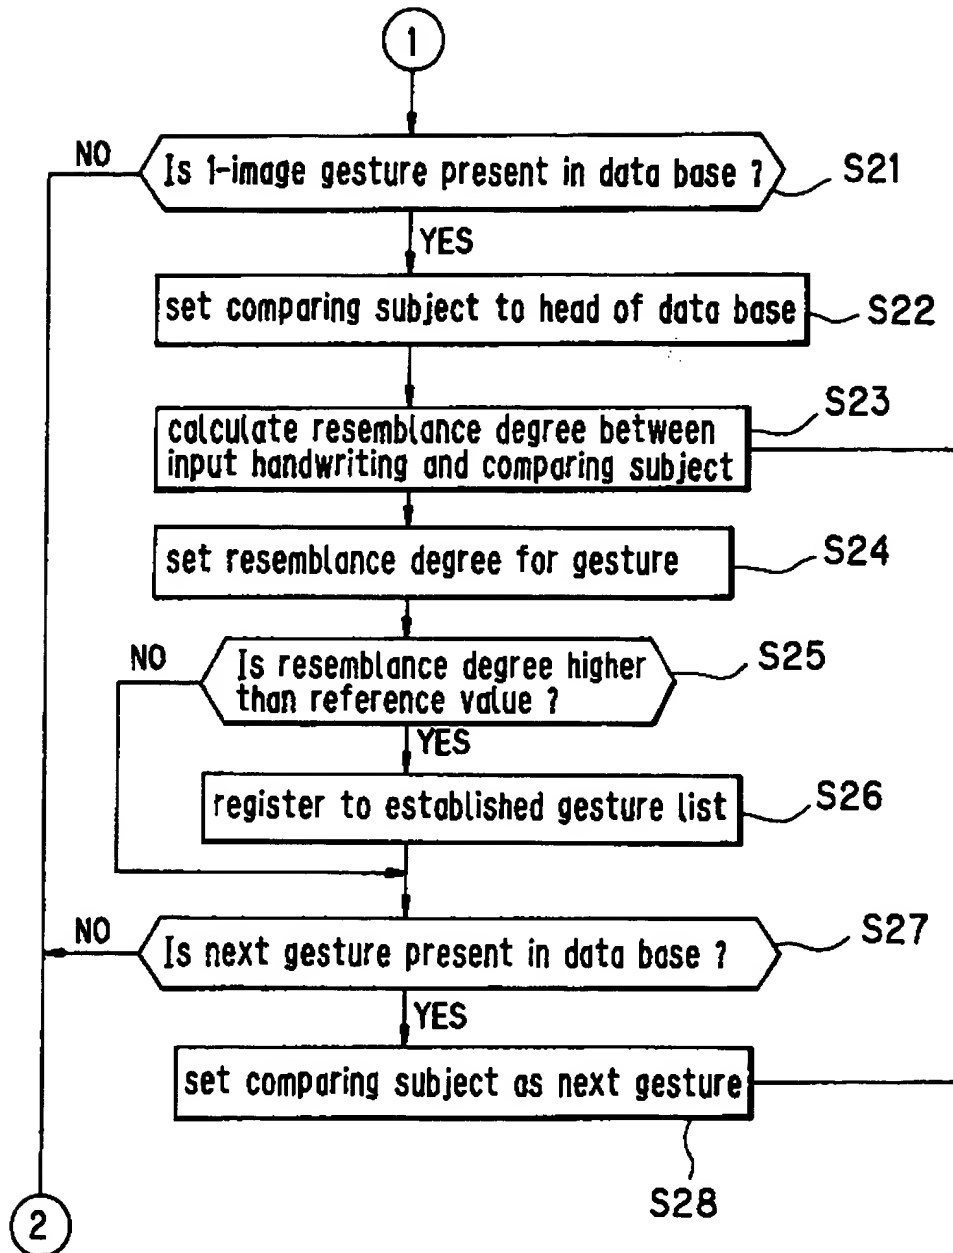 1
NO
Is 1-image gesture present in data base ?
S21
YES
set comparing subject to head of data base
S22
S23
calculate resemblance degree between
input handwriting and comparing subject
set resemblance degree for gesture
S24
NO
Is resemblance degree higher
than reference value ?
S25
YES
register to established gesture list
S26
NO
Is next gesture present in data base ?
S27
YES
set comparing subject as next gesture
S28
2